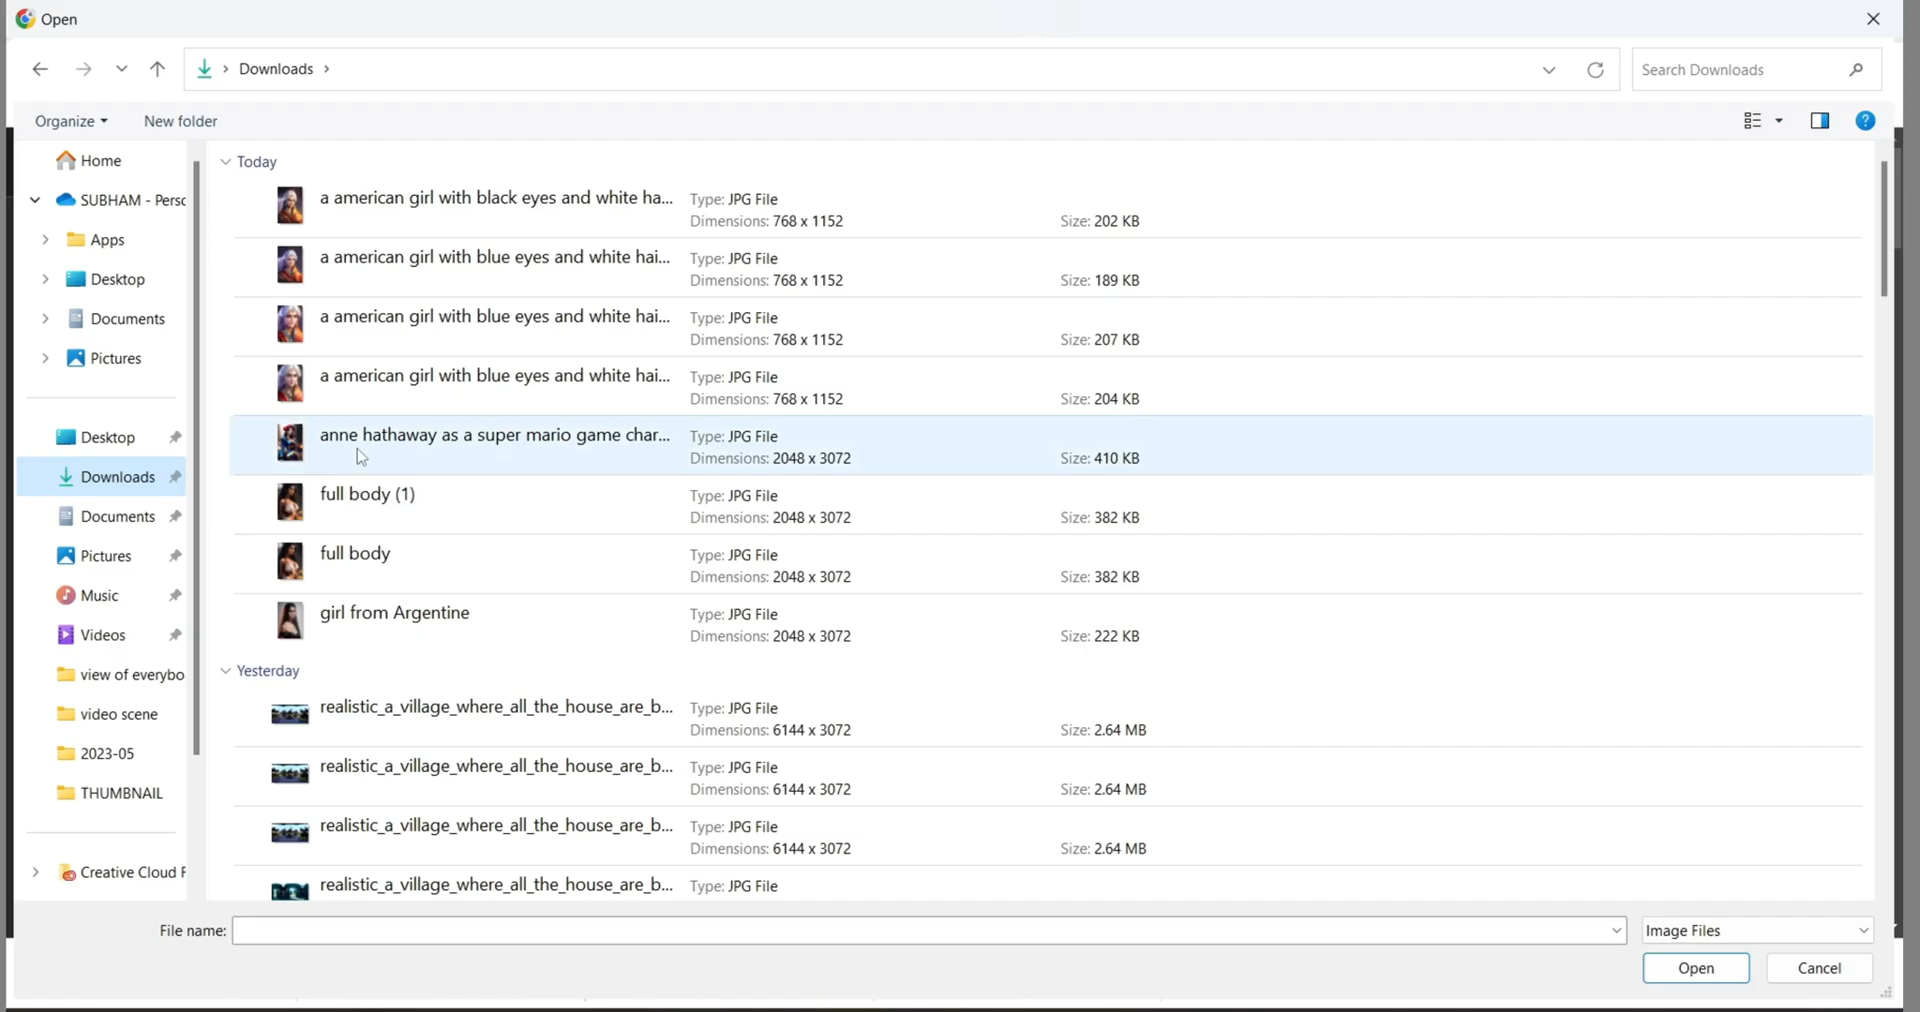 Open
Downloads
Search Downloads
Organize
New folder
?
Home
SUBHAM - Perso
Apps
Desktop
Documents
Pictures
Desktop
Downloads
Documents
Pictures
Music
Videos
view of everybo
video scene
2023-05
THUMBNAIL
Creative Cloud F
Today
a american girl with black eyes and white ha... Type: JPG File
Dimensions: 768 x 1152 Size: 202 KB
a american girl with blue eyes and white hai... Type: JPG File
Dimensions: 768 x 1152 Size: 189 KB
a american girl with blue eyes and white hai... Type: JPG File
Dimensions: 768 x 1152 Size: 207 KB
a american girl with blue eyes and white hai... Type: JPG File
Dimensions: 768 x 1152 Size: 204 KB
anne hathaway as a super mario game char... Type: JPG File
Dimensions: 2048 x 3072 Size: 410 KB
full body (1) Type: JPG File
Dimensions: 2048 x 3072 Size: 382 KB
full body Type: JPG File
Dimensions: 2048 x 3072 Size: 382 KB
girl from Argentine Type: JPG File
Dimensions: 2048 x 3072 Size: 222 KB
Yesterday
realistic_a_village_where_all_the_house_are_b... Type: JPG File
Dimensions: 6144 x 3072 Size: 2.64 MB
realistic_a_village_where_all_the_house_are_b... Type: JPG File
Dimensions: 6144 x 3072 Size: 2.64 MB
realistic_a_village_where_all_the_house_are_b... Type: JPG File
Dimensions: 6144 x 3072 Size: 2.64 MB
realistic_a_village_where_all_the_house_are_b... Type: JPG File
File name:
Image Files
Open
Cancel